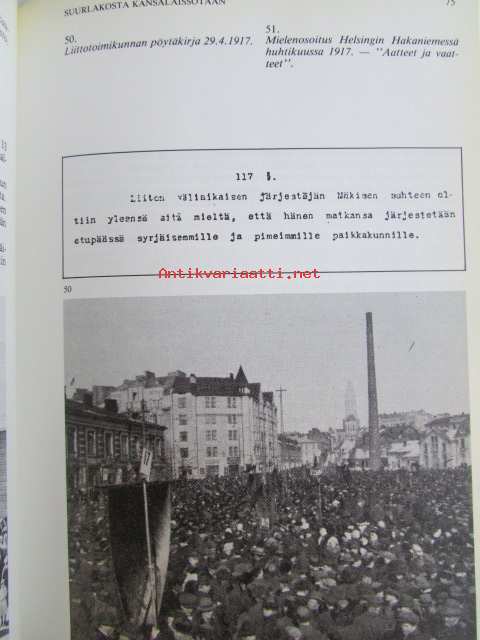 SUURLAKOSTA KANSALAISSOTAAN
75
50.
Liittotoimikunnan pöytäkirja 29.4.1917.
51.
Mielenosoitus Helsingin Hakaniemessä
huhtikuussa 1917. — "Aatteet ja vaat-
teet".
117 §.
Liiton väliaikaisen järjestäjän Mäkisen suhteen ol-
tiin yleensä sitä mieltä, että hänen matkansa järjestetään
etupäässä syrjäisemmille ja pimeimmille paikkakunnille.
Antikvariaatti.net
50